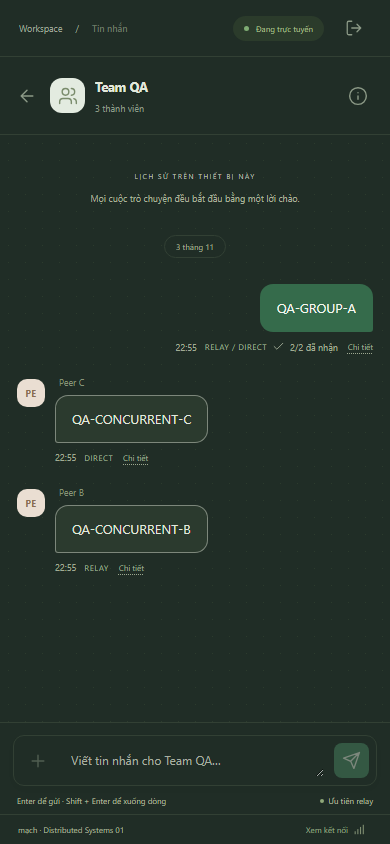 Workspace / Tin nhắn
Đang trực tuyến
Team QA
3 thành viên
LỊCH SỬ TRÊN THIẾT BỊ NÀY
Mọi cuộc trò chuyện đều bắt đầu bằng một lời chào.
3 tháng 11
QA-GROUP-A
22:55 RELAY / DIRECT 2/2 đã nhận Chi tiết
Peer C
PE
QA-CONCURRENT-C
22:55 DIRECT Chi tiết
Peer B
PE
QA-CONCURRENT-B
22:55 RELAY Chi tiết
Viết tin nhắn cho Team QA...
Enter để gửi · Shift + Enter để xuống dòng
Ưu tiên relay
mạch · Distributed Systems 01
Xem kết nối